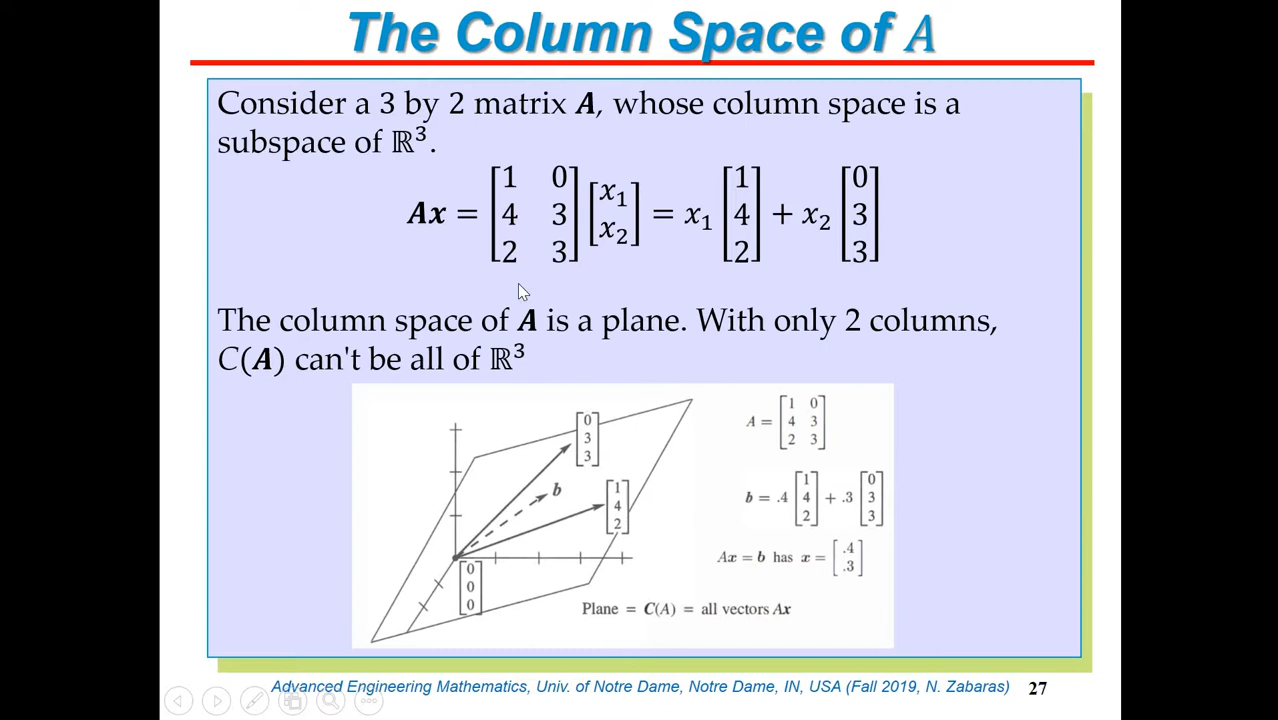 The Column Space of A
Consider a 3 by 2 matrix A, whose column space is a
subspace of ℝ³.
Ax = [1 0; 4 3; 2 3] [x₁; x₂] = x₁ [1; 4; 2] + x₂ [0; 3; 3]
The column space of A is a plane. With only 2 columns,
C(A) can't be all of ℝ³
[0; 3; 3]
b
[1; 4; 2]
[0; 0; 0]
A = [1 0; 4 3; 2 3]
b = .4 [1; 4; 2] + .3 [0; 3; 3]
Ax = b has x = [.4; .3]
Plane = C(A) = all vectors Ax
Advanced Engineering Mathematics, Univ. of Notre Dame, Notre Dame, IN, USA (Fall 2019, N. Zabaras)
27